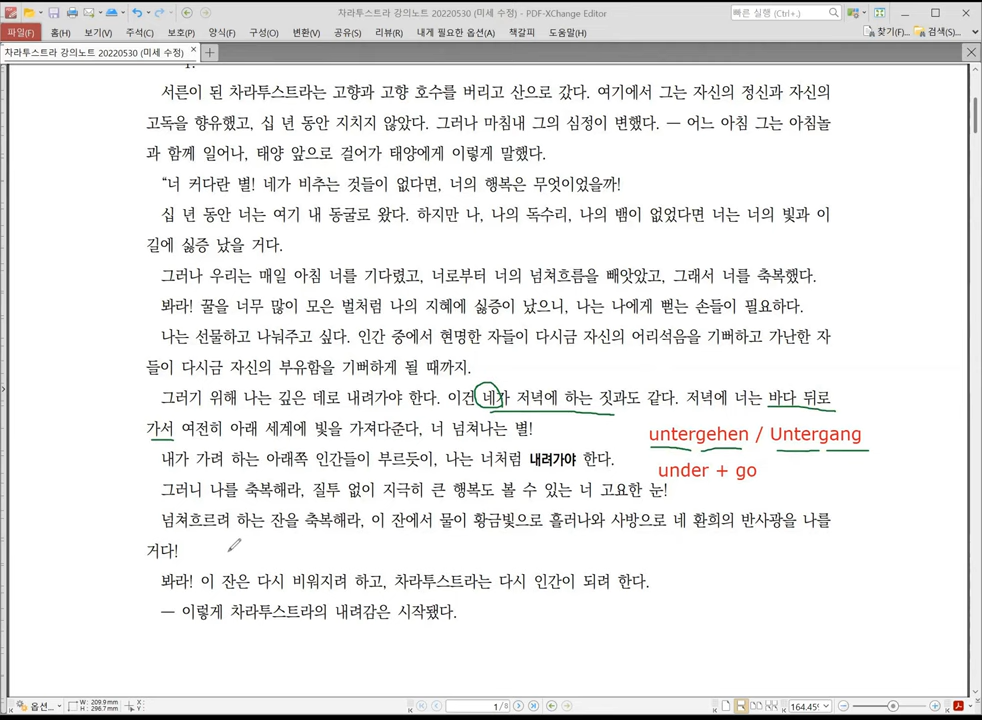 차라투스트라 강의노트 20220530 (미세 수정) - PDF-XChange Editor
빠른 실행 (Ctrl+.)
파일(F) 홈(H) 보기(V) 주석(C) 보호(P) 양식(F) 구성(O) 변환(V) 공유(S) 리뷰(R) 내게 필요한 옵션(A) 책갈피 도움말(H)
찾기(F)... 검색(S)...
차라투스트라 강의노트 20220530 (미세 수정)
1.
서른이 된 차라투스트라는 고향과 고향 호수를 버리고 산으로 갔다. 여기에서 그는 자신의 정신과 자신의
고독을 향유했고, 십 년 동안 지치지 않았다. 그러나 마침내 그의 심정이 변했다. — 어느 아침 그는 아침놀
과 함께 일어나, 태양 앞으로 걸어가 태양에게 이렇게 말했다.
“너 커다란 별! 네가 비추는 것들이 없다면, 너의 행복은 무엇이었을까!
십 년 동안 너는 여기 내 동굴로 왔다. 하지만 나, 나의 독수리, 나의 뱀이 없었다면 너는 너의 빛과 이
길에 싫증 났을 거다.
그러나 우리는 매일 아침 너를 기다렸고, 너로부터 너의 넘쳐흐름을 빼앗았고, 그래서 너를 축복했다.
봐라! 꿀을 너무 많이 모은 벌처럼 나의 지혜에 싫증이 났으니, 나는 나에게 뻗는 손들이 필요하다.
나는 선물하고 나눠주고 싶다. 인간 중에서 현명한 자들이 다시금 자신의 어리석음을 기뻐하고 가난한 자
들이 다시금 자신의 부유함을 기뻐하게 될 때까지.
그러기 위해 나는 깊은 데로 내려가야 한다. 이건 네가 저녁에 하는 짓과도 같다. 저녁에 너는 바다 뒤로
가서 여전히 아래 세계에 빛을 가져다준다, 너 넘쳐나는 별!
untergehen / Untergang
내가 가려 하는 아래쪽 인간들이 부르듯이, 나는 너처럼 내려가야 한다.
under + go
그러니 나를 축복해라, 질투 없이 지극히 큰 행복도 볼 수 있는 너 고요한 눈!
넘쳐흐르려 하는 잔을 축복해라, 이 잔에서 물이 황금빛으로 흘러나와 사방으로 네 환희의 반사광을 나를
거다!
봐라! 이 잔은 다시 비워지려 하고, 차라투스트라는 다시 인간이 되려 한다.
— 이렇게 차라투스트라의 내려감은 시작됐다.
옵션... W: 209.9mm X:
H: 296.7mm Y:
1/8
164.45%